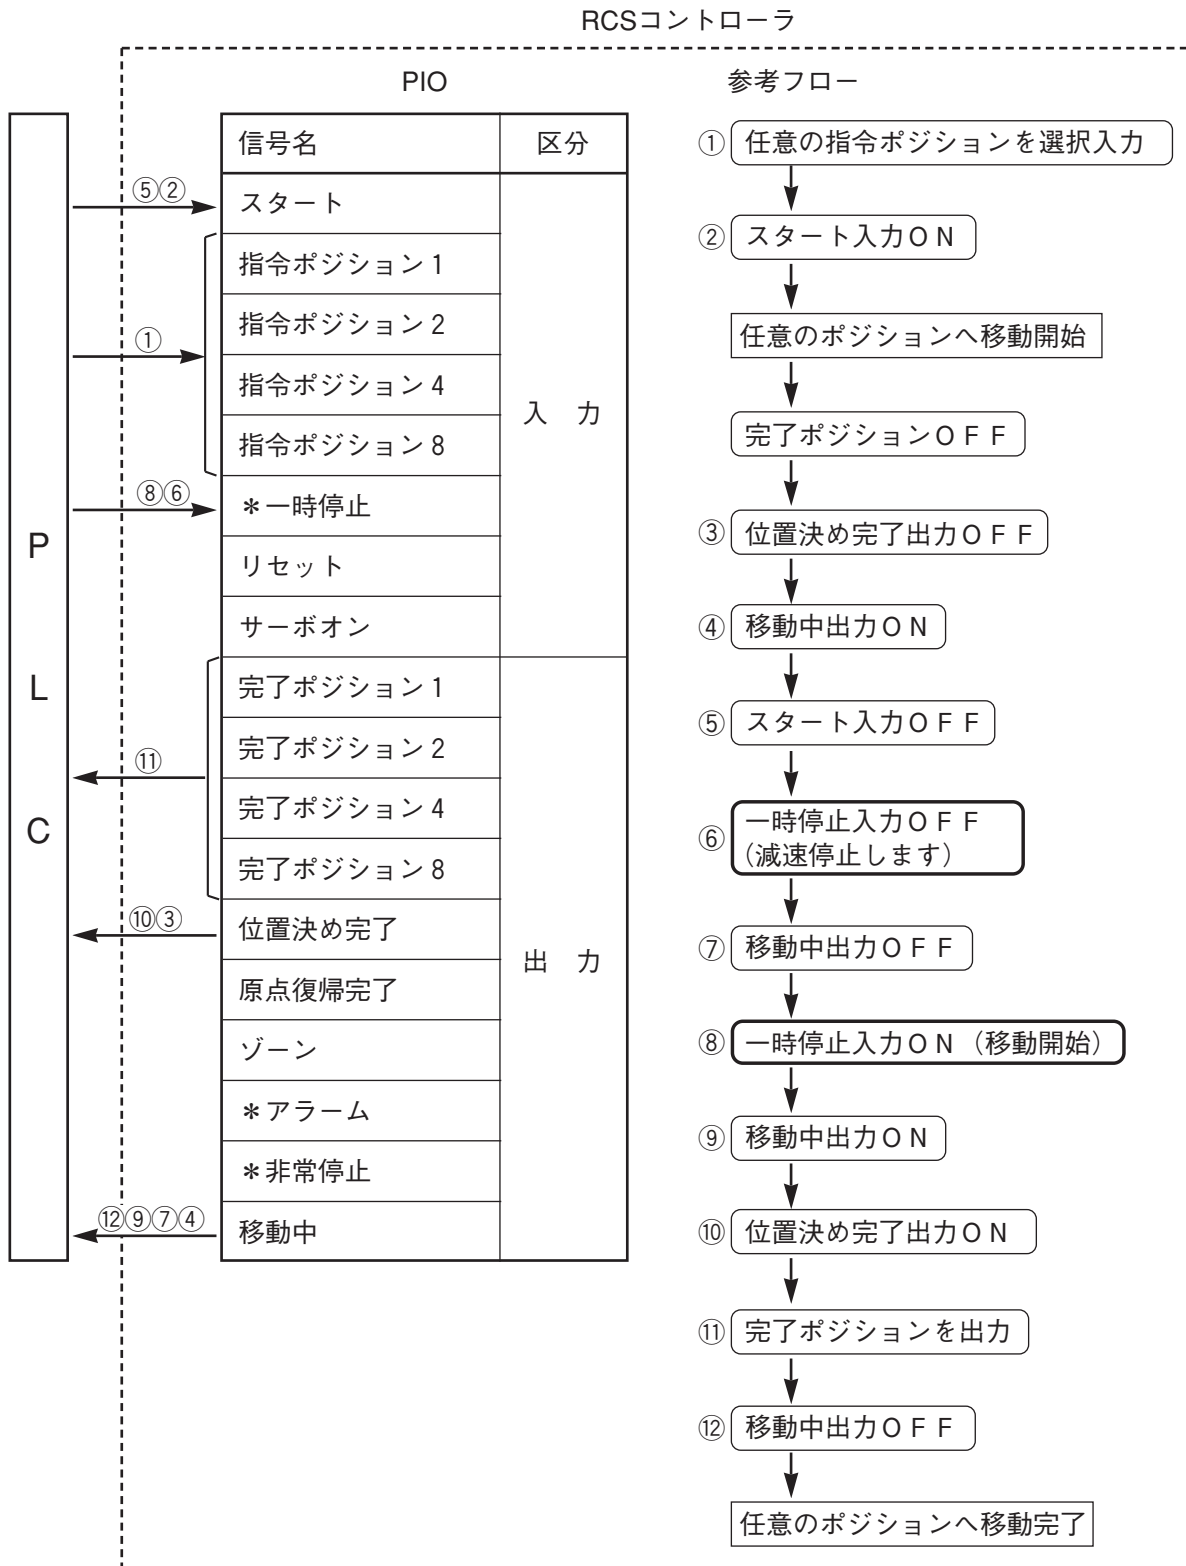 RCSコントローラ
PIO
参考フロー
信号名
区分
⑤②
スタート
指令ポジション1
①
指令ポジション2
指令ポジション4
指令ポジション8
入 力
⑧⑥
＊一時停止
リセット
サーボオン
完了ポジション1
完了ポジション2
⑪
完了ポジション4
完了ポジション8
⑩③
位置決め完了
出 力
原点復帰完了
ゾーン
＊アラーム
＊非常停止
⑫⑨⑦④
移動中
P
L
C
① 任意の指令ポジションを選択入力
② スタート入力ＯＮ
任意のポジションへ移動開始
完了ポジションＯＦＦ
③ 位置決め完了出力ＯＦＦ
④ 移動中出力ＯＮ
⑤ スタート入力ＯＦＦ
⑥ 一時停止入力ＯＦＦ
（減速停止します）
⑦ 移動中出力ＯＦＦ
⑧ 一時停止入力ＯＮ（移動開始）
⑨ 移動中出力ＯＮ
⑩ 位置決め完了出力ＯＮ
⑪ 完了ポジションを出力
⑫ 移動中出力ＯＦＦ
任意のポジションへ移動完了